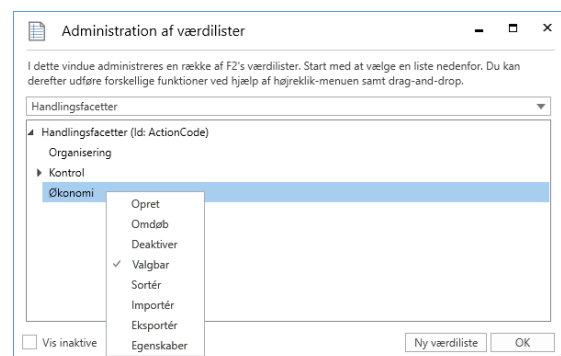 Administration af værdilister
I dette vindue administreres en række af F2's værdilister. Start med at vælge en liste nedenfor. Du kan
derefter udføre forskellige funktioner ved hjælp af højreklik-menuen samt drag-and-drop.
Handlingsfacetter
Handlingsfacetter (Id: ActionCode)
Organisering
Kontrol
Økonomi
Opret
Omdøb
Deaktiver
Valgbar
Sortér
Importér
Eksportér
Egenskaber
Vis inaktive
Ny værdiliste
OK